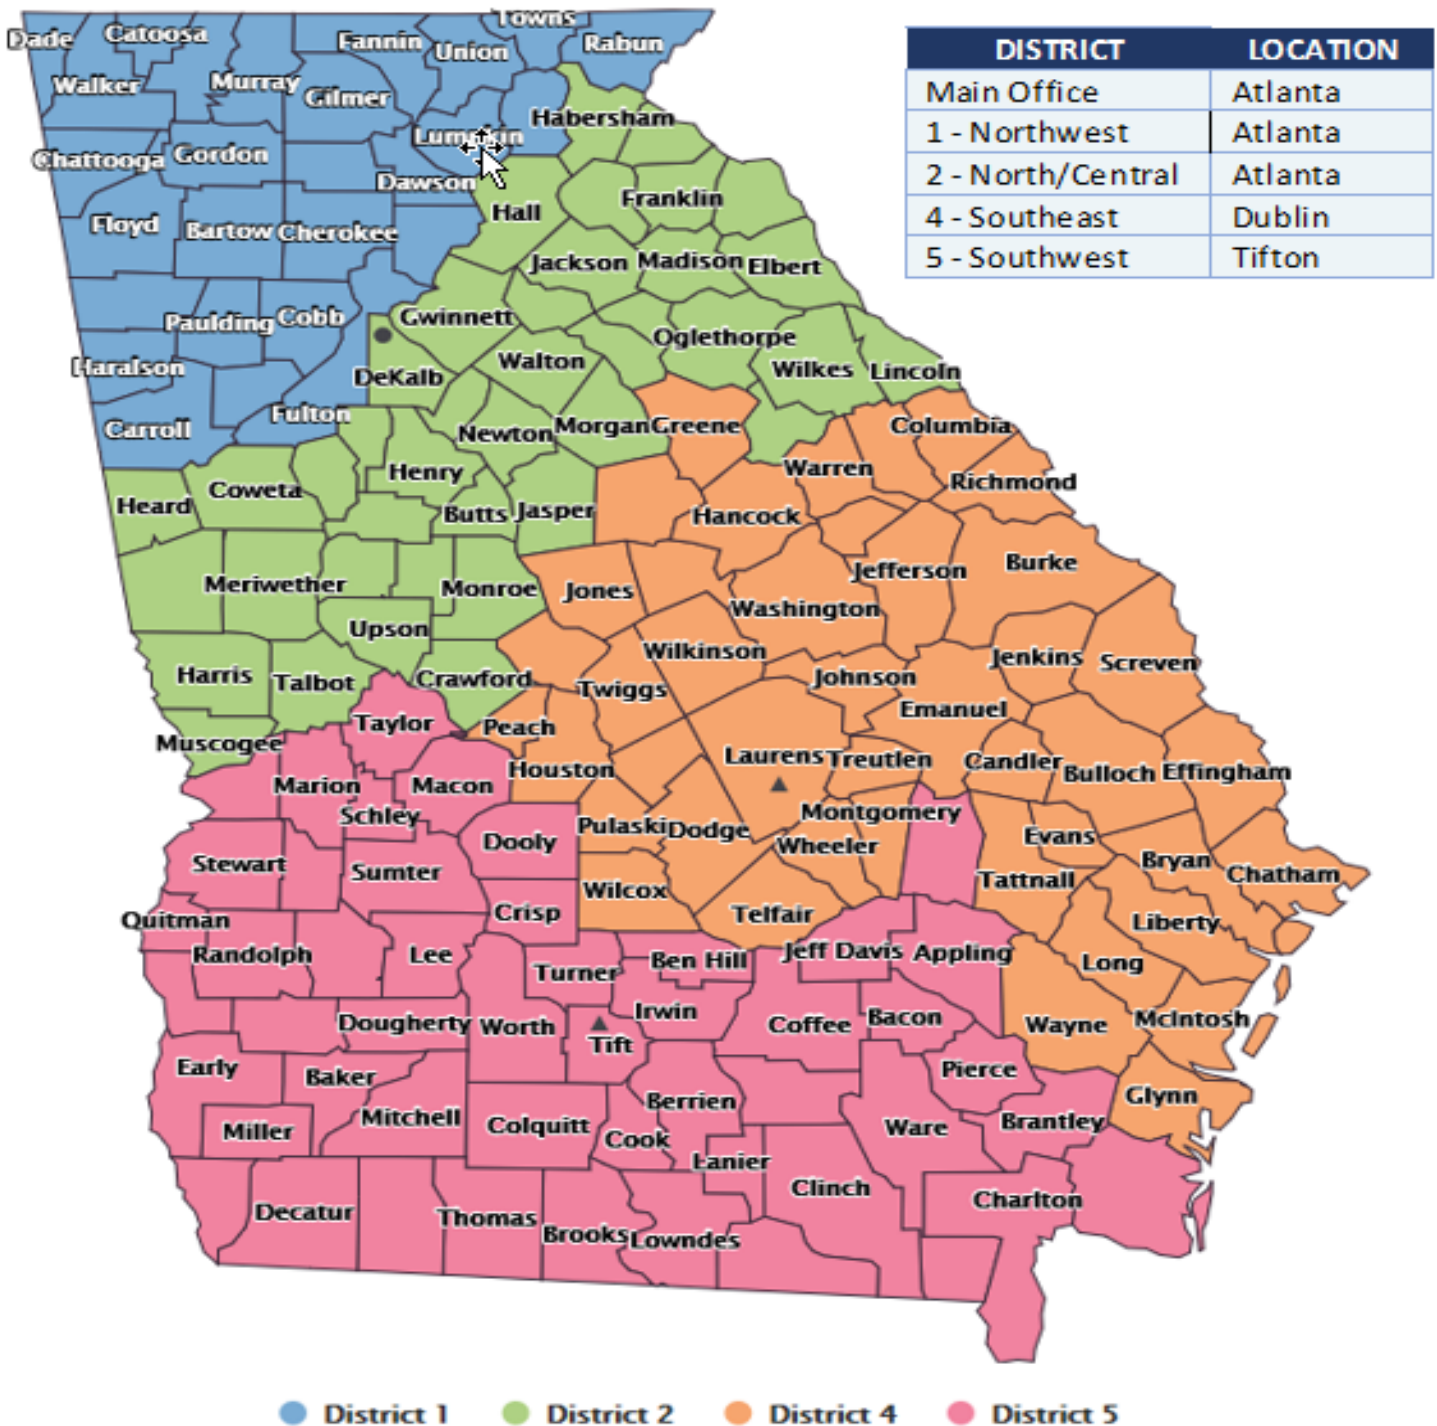 Towns
Dade
Catoosa
Fannin
Union
Rabun
Walker
Murray
Gilmer
Habersham
Lumpkin
Chattooga
Gordon
Dawson
Franklin
Hall
Floyd
Bartow
Cherokee
Jackson
Madison
Elbert
Paulding
Cobb
Gwinnett
Oglethorpe
Haralson
DeKalb
Walton
Wilkes
Lincoln
Carroll
Fulton
Newton
Morgan
Greene
Columbia
Henry
Warren
Richmond
Heard
Coweta
Butts
Jasper
Hancock
Meriwether
Monroe
Jones
Jefferson
Burke
Washington
Upson
Wilkinson
Jenkins
Screven
Harris
Talbot
Crawford
Twiggs
Johnson
Emanuel
Taylor
Peach
Muscogee
Laurens
Treutlen
Candler
Bulloch
Effingham
Houston
Marion
Macon
Schley
Montgomery
Pulaski
Dodge
Evans
Dooly
Wheeler
Stewart
Sumter
Bryan
Chatham
Wilcox
Tattnall
Quitman
Crisp
Telfair
Liberty
Randolph
Lee
Turner
Ben Hill
Jeff Davis
Appling
Long
Dougherty
Worth
Irwin
Coffee
Bacon
Wayne
McIntosh
Tift
Early
Baker
Pierce
Glynn
Miller
Mitchell
Colquitt
Berrien
Cook
Ware
Brantley
Lanier
Clinch
Charlton
Decatur
Thomas
Brooks
Lowndes
DISTRICT LOCATION
Main Office Atlanta
1 - Northwest Atlanta
2 - North/Central Atlanta
4 - Southeast Dublin
5 - Southwest Tifton
District 1 District 2 District 4 District 5